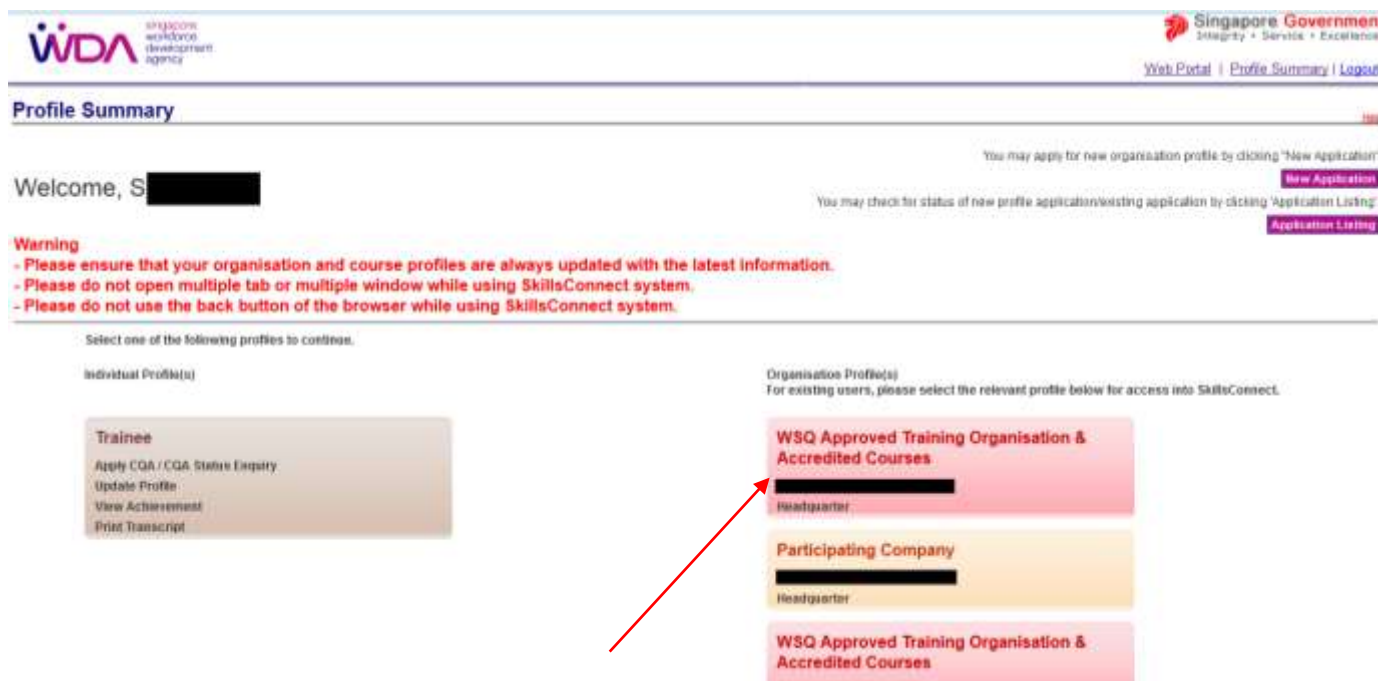 WDA
singapore
workforce
development
agency
Singapore Governmen
Integrity • Service • Excellence
Web Portal | Profile Summary | Logout
Profile Summary
Help
You may apply for new organisation profile by clicking "New Application"
New Application
Welcome, S
You may check for status of new profile application/existing application by clicking 'Application Listing'
Application Listing
Warning
- Please ensure that your organisation and course profiles are always updated with the latest information.
- Please do not open multiple tab or multiple window while using SkillsConnect system.
- Please do not use the back button of the browser while using SkillsConnect system.
Select one of the following profiles to continue.
Individual Profile(s)
Organisation Profile(s)
For existing users, please select the relevant profile below for access into SkillsConnect.
Trainee
Apply CQA / CQA Status Enquiry
Update Profile
View Achievement
Print Transcript
WSQ Approved Training Organisation &
Accredited Courses
Headquarter
Participating Company
Headquarter
WSQ Approved Training Organisation &
Accredited Courses